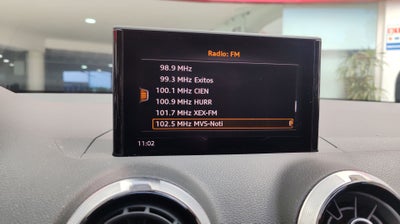 Radio: FM
98.9 MHz
99.3 MHz Exitos
100.1 MHz CIEN
100.9 MHz HURR
101.7 MHz XEX-FM
102.5 MHz MVS-Noti
11:02